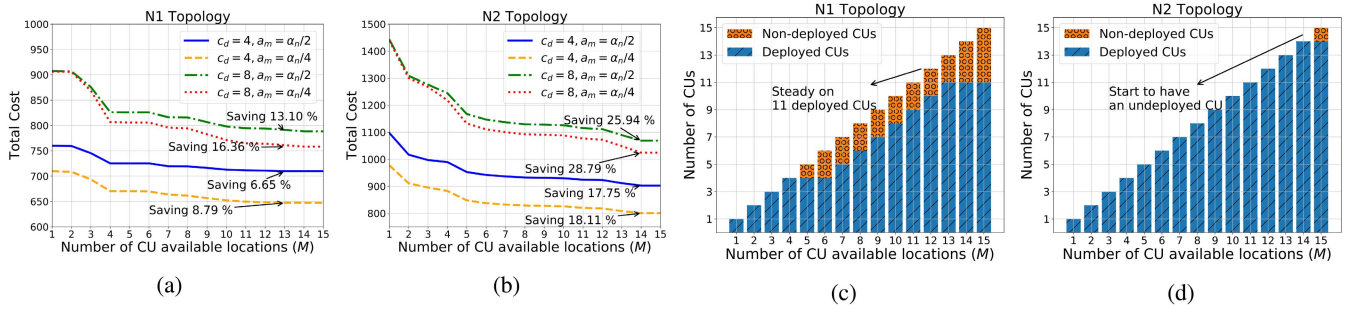 N1 Topology
1000
950
900
850
800
750
700
650
600
Total Cost
c_d = 4, a_m = α_n/2
c_d = 4, a_m = α_n/4
c_d = 8, a_m = α_n/2
c_d = 8, a_m = α_n/4
Saving 13.10 %
Saving 16.36 %
Saving 6.65 %
Saving 8.79 %
1 2 3 4 5 6 7 8 9 10 11 12 13 14 15
Number of CU available locations (M)
(a)
N2 Topology
1500
1400
1300
1200
1100
1000
900
800
Total Cost
c_d = 4, a_m = α_n/2
c_d = 4, a_m = α_n/4
c_d = 8, a_m = α_n/2
c_d = 8, a_m = α_n/4
Saving 25.94 %
Saving 28.79 %
Saving 17.75 %
Saving 18.11 %
1 2 3 4 5 6 7 8 9 10 11 12 13 14 15
Number of CU available locations (M)
(b)
N1 Topology
15
13
11
9
7
5
3
1
Number of CUs
Non-deployed CUs
Deployed CUs
Steady on
11 deployed CUs
1 2 3 4 5 6 7 8 9 10 11 12 13 14 15
Number of CU available locations (M)
(c)
N2 Topology
15
13
11
9
7
5
3
1
Number of CUs
Non-deployed CUs
Deployed CUs
Start to have
an undeployed CU
1 2 3 4 5 6 7 8 9 10 11 12 13 14 15
Number of CU available locations (M)
(d)